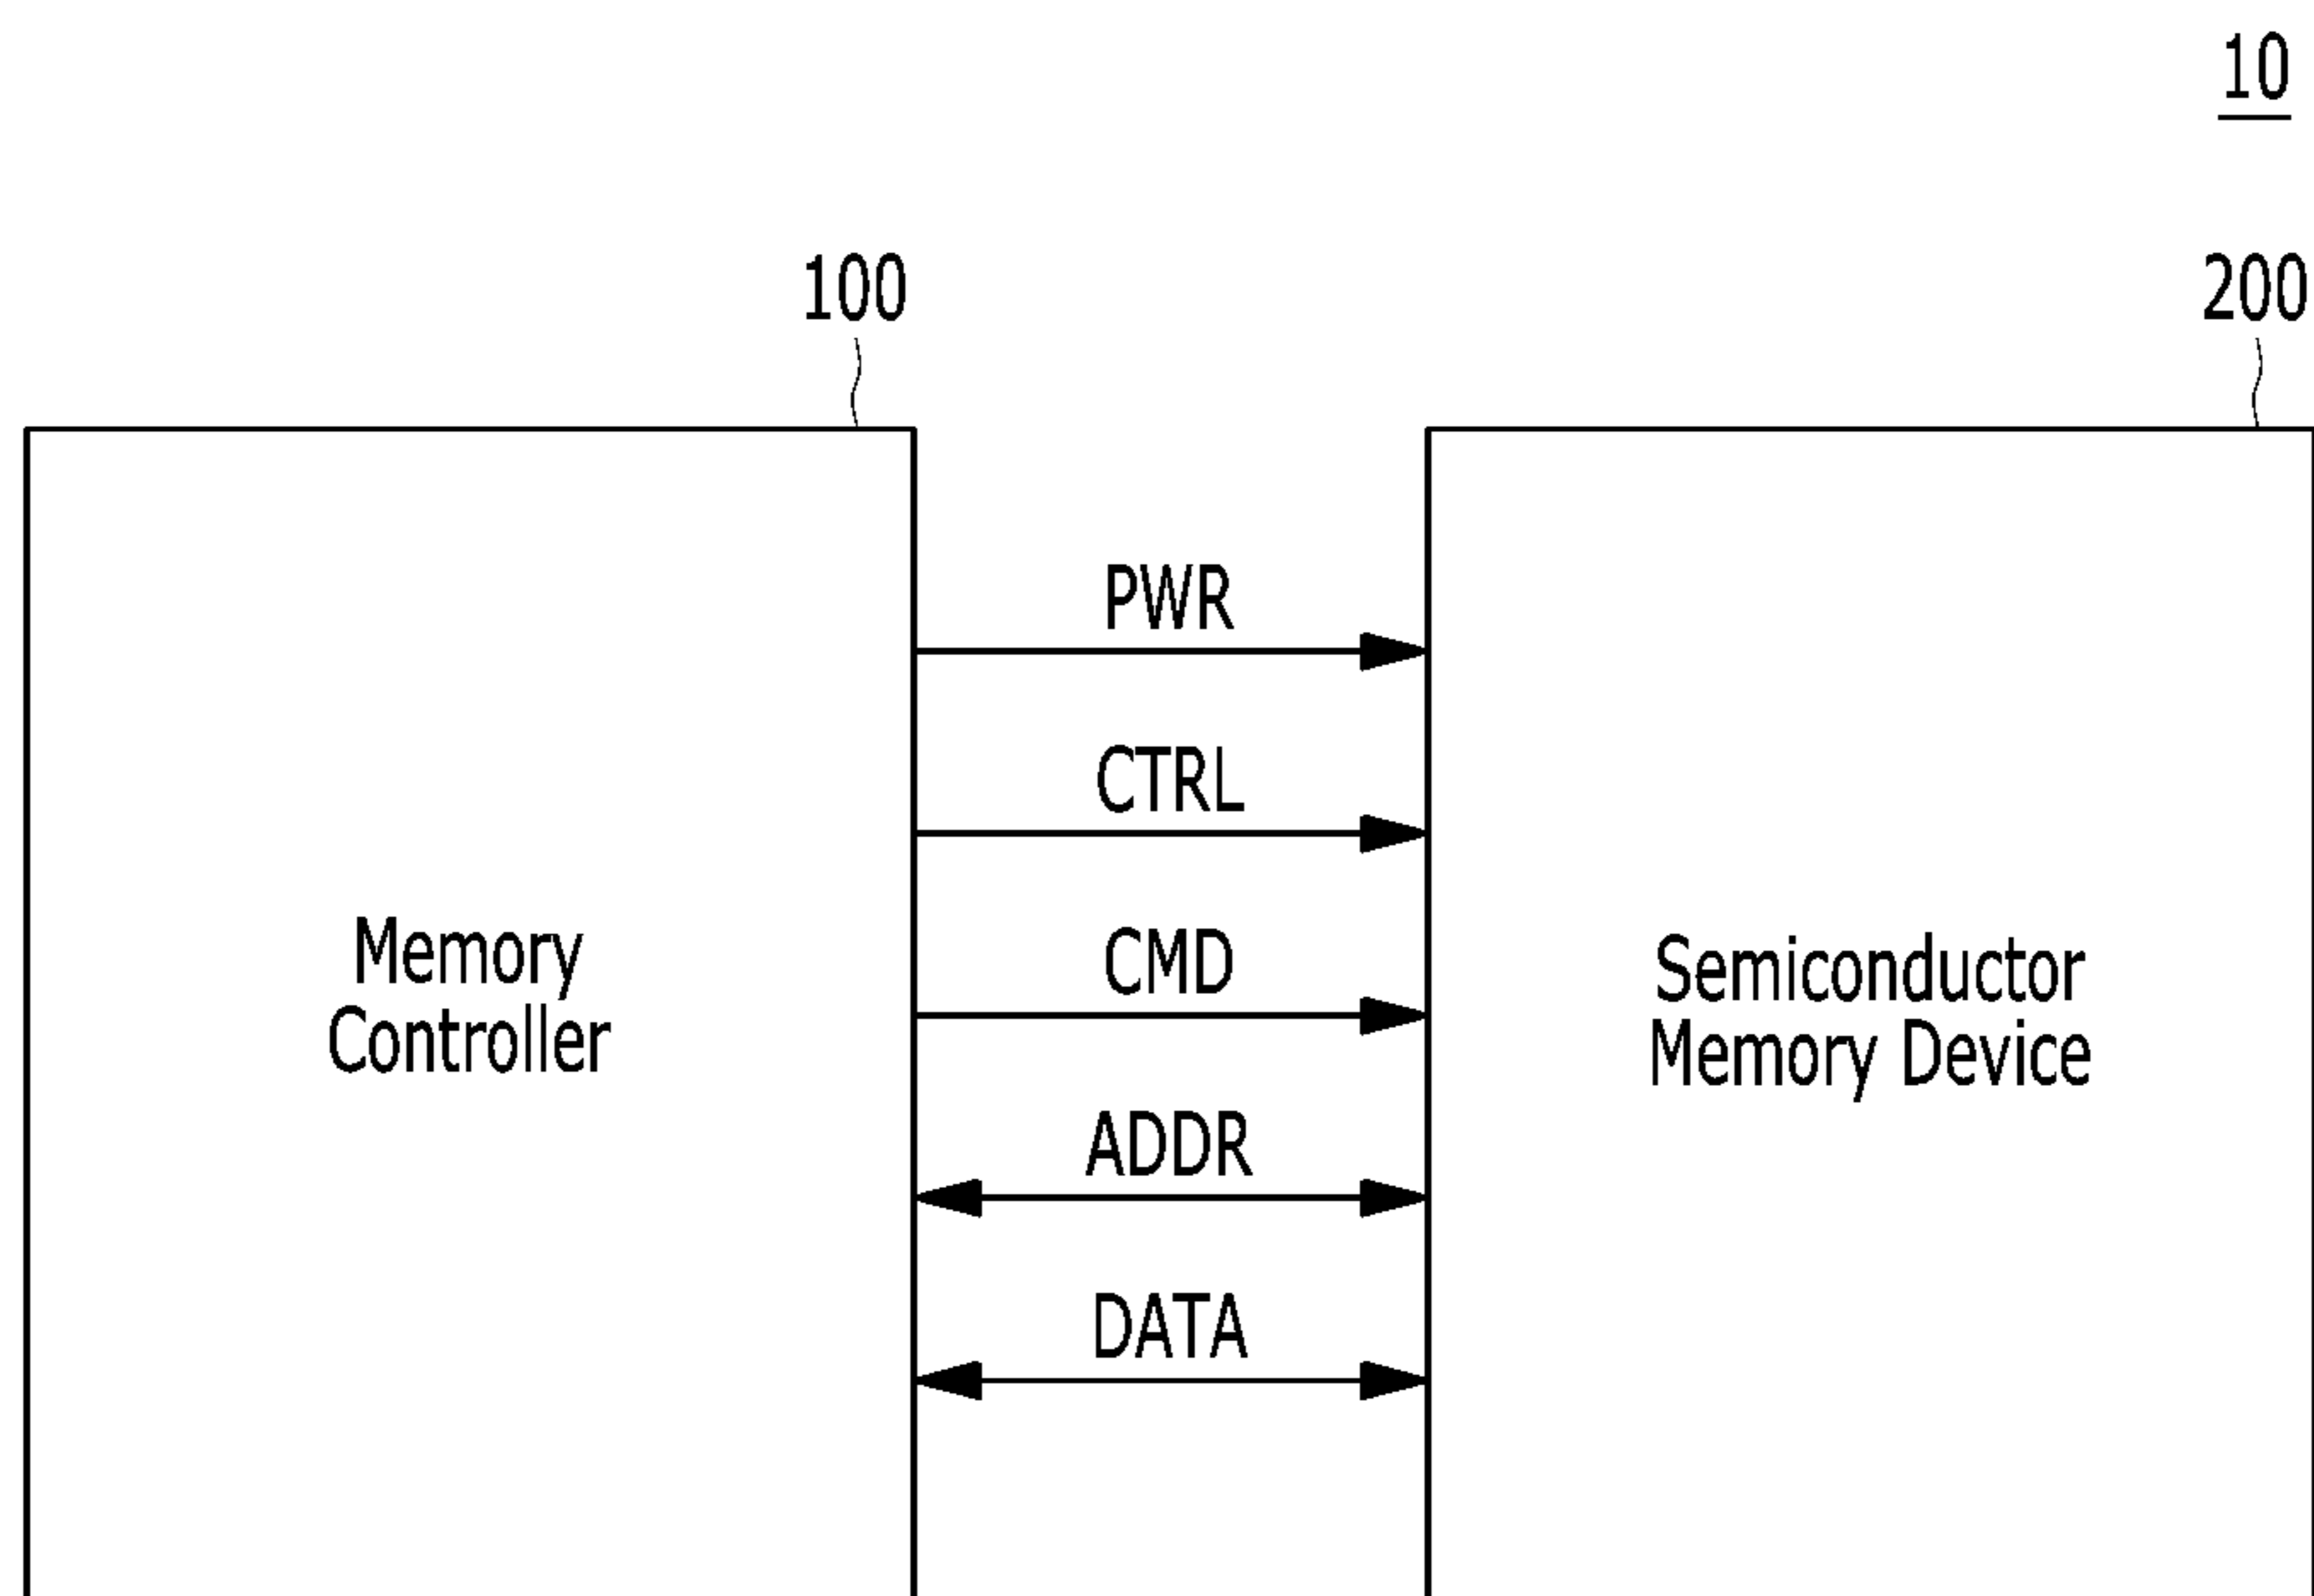 10
100
200
PWR
CTRL
CMD
ADDR
DATA
Memory
Controller
Semiconductor
Memory Device